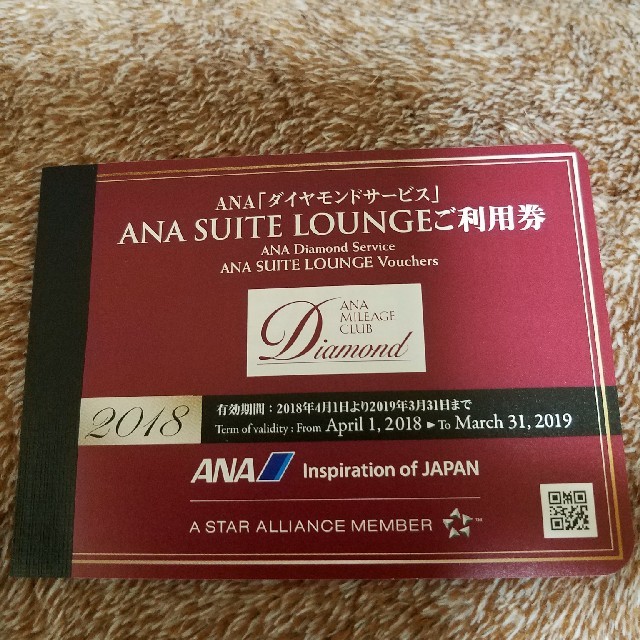 ANA「ダイヤモンドサービス」
ANA SUITE LOUNGEご利用券
ANA Diamond Service
ANA SUITE LOUNGE Vouchers
ANA
MILEAGE
CLUB
Diamond
2018
有効期間：2018年4月1日より2019年3月31日まで
Term of validity : From April 1, 2018 ▶ To March 31, 2019
ANA Inspiration of JAPAN
A STAR ALLIANCE MEMBER ™